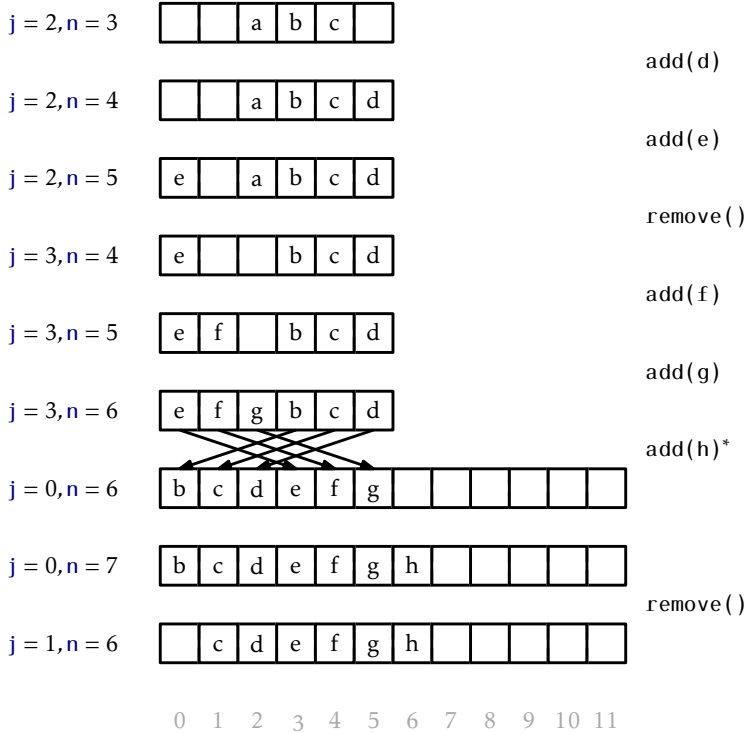 j = 2, n = 3 a b c
add(d)
j = 2, n = 4 a b c d
add(e)
j = 2, n = 5 e a b c d
remove()
j = 3, n = 4 e b c d
add(f)
j = 3, n = 5 e f b c d
add(g)
j = 3, n = 6 e f g b c d
add(h)*
j = 0, n = 6 b c d e f g
j = 0, n = 7 b c d e f g h
remove()
j = 1, n = 6 c d e f g h
0 1 2 3 4 5 6 7 8 9 10 11